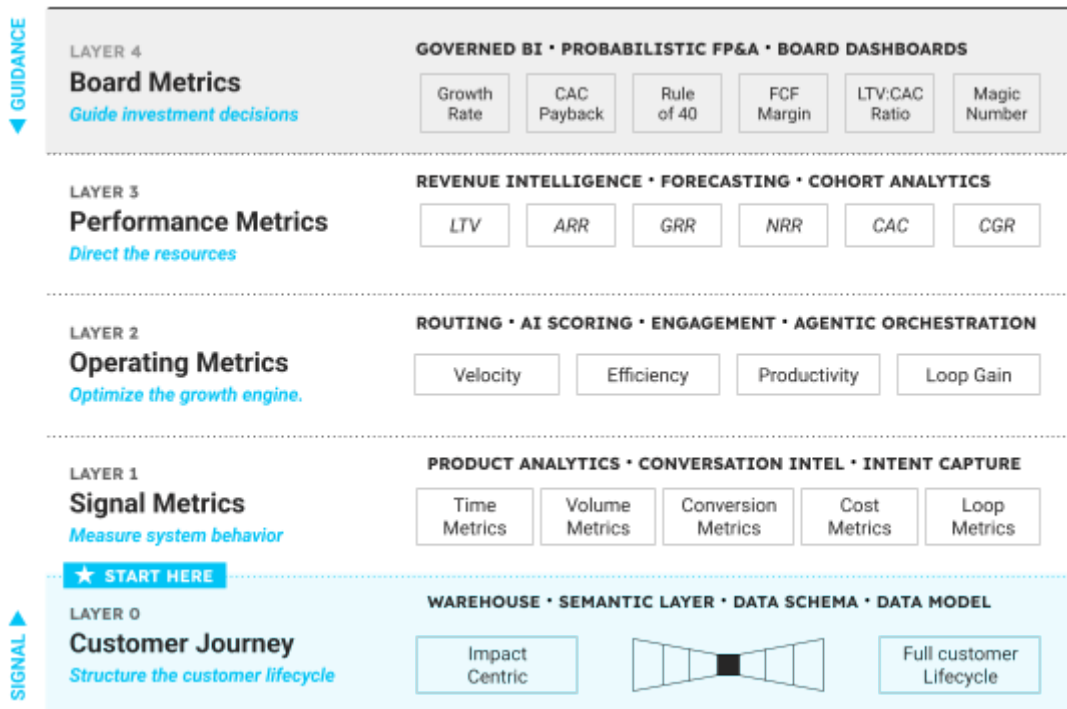 ◀ GUIDANCE
LAYER 4
Board Metrics
Guide investment decisions
GOVERNED BI • PROBABILISTIC FP&A • BOARD DASHBOARDS
Growth
Rate
CAC
Payback
Rule
of 40
FCF
Margin
LTV:CAC
Ratio
Magic
Number
LAYER 3
Performance Metrics
Direct the resources
REVENUE INTELLIGENCE • FORECASTING • COHORT ANALYTICS
LTV
ARR
GRR
NRR
CAC
CGR
LAYER 2
Operating Metrics
Optimize the growth engine.
ROUTING • AI SCORING • ENGAGEMENT • AGENTIC ORCHESTRATION
Velocity
Efficiency
Productivity
Loop Gain
LAYER 1
Signal Metrics
Measure system behavior
PRODUCT ANALYTICS • CONVERSATION INTEL • INTENT CAPTURE
Time
Metrics
Volume
Metrics
Conversion
Metrics
Cost
Metrics
Loop
Metrics
★ START HERE
SIGNAL ▶
LAYER 0
Customer Journey
Structure the customer lifecycle
WAREHOUSE • SEMANTIC LAYER • DATA SCHEMA • DATA MODEL
Impact
Centric
Full customer
Lifecycle